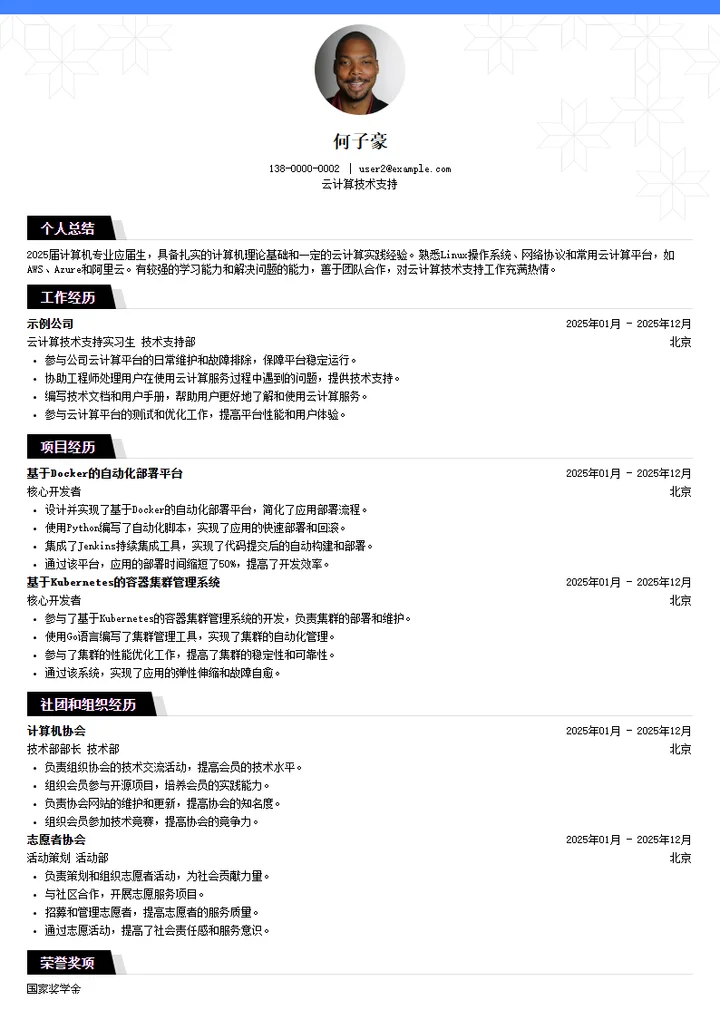 何子豪
138-0000-0002 | user2@example.com
云计算技术支持
个人总结
2025届计算机专业应届生，具备扎实的计算机理论基础和一定的云计算实践经验。熟悉Linux操作系统、网络协议和常用云计算平台，如
AWS、Azure和阿里云。有较强的学习能力和解决问题的能力，善于团队合作，对云计算技术支持工作充满热情。
工作经历
示例公司 2025年01月 - 2025年12月
云计算技术支持实习生 技术支持部 北京
• 参与公司云计算平台的日常维护和故障排除，保障平台稳定运行。
• 协助工程师处理用户在使用云计算服务过程中遇到的问题，提供技术支持。
• 编写技术文档和用户手册，帮助用户更好地了解和使用云计算服务。
• 参与云计算平台的测试和优化工作，提高平台性能和用户体验。
项目经历
基于Docker的自动化部署平台 2025年01月 - 2025年12月
核心开发者 北京
• 设计并实现了基于Docker的自动化部署平台，简化了应用部署流程。
• 使用Python编写了自动化脚本，实现了应用的快速部署和回滚。
• 集成了Jenkins持续集成工具，实现了代码提交后的自动构建和部署。
• 通过该平台，应用的部署时间缩短了50%，提高了开发效率。
基于Kubernetes的容器集群管理系统 2025年01月 - 2025年12月
核心开发者 北京
• 参与了基于Kubernetes的容器集群管理系统的开发，负责集群的部署和维护。
• 使用Go语言编写了集群管理工具，实现了集群的自动化管理。
• 参与了集群的性能优化工作，提高了集群的稳定性和可靠性。
• 通过该系统，实现了应用的弹性伸缩和故障自愈。
社团和组织经历
计算机协会 2025年01月 - 2025年12月
技术部部长 技术部 北京
• 负责组织协会的技术交流活动，提高会员的技术水平。
• 组织会员参与开源项目，培养会员的实践能力。
• 负责协会网站的维护和更新，提高协会的知名度。
• 组织会员参加技术竞赛，提高协会的竞争力。
志愿者协会 2025年01月 - 2025年12月
活动策划 活动部 北京
• 负责策划和组织志愿者活动，为社会贡献力量。
• 与社区合作，开展志愿服务项目。
• 招募和管理志愿者，提高志愿者的服务质量。
• 通过志愿活动，提高了社会责任感和服务意识。
荣誉奖项
国家奖学金